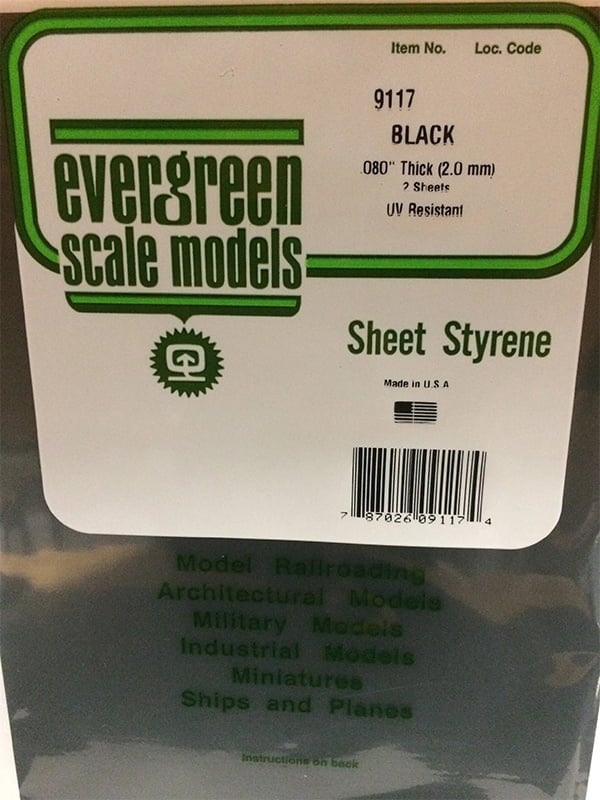 Item No. Loc. Code
9117
BLACK
.080" Thick (2.0 mm)
2 Sheets
UV Resistant
evergreen
scale models
Sheet Styrene
Made in U.S.A
7 87026 09117 4
Model Railroading
Architectural Models
Military Models
Industrial Models
Miniatures
Ships and Planes
Instructions on back